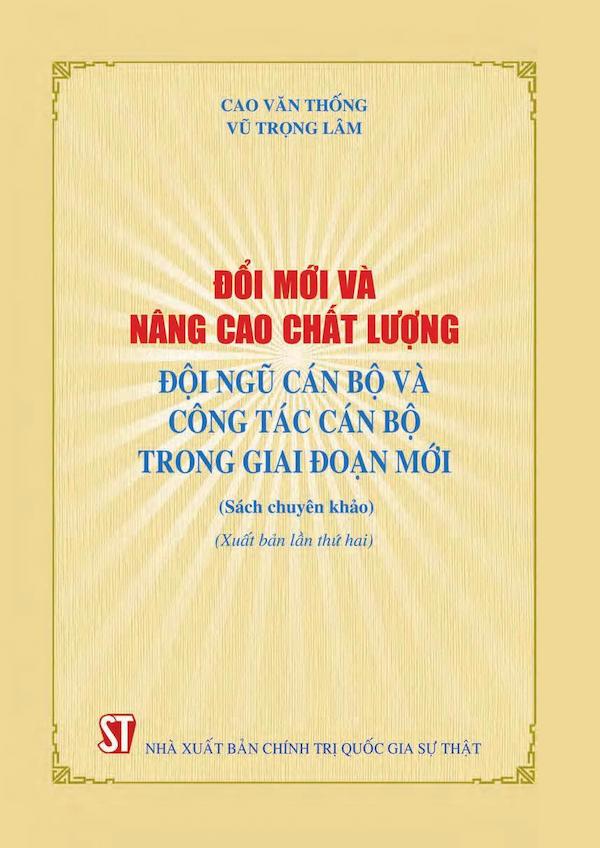 CAO VĂN THỐNG
VŨ TRỌNG LÂM
ĐỔI MỚI VÀ
NÂNG CAO CHẤT LƯỢNG
ĐỘI NGŨ CÁN BỘ VÀ
CÔNG TÁC CÁN BỘ
TRONG GIAI ĐOẠN MỚI
(Sách chuyên khảo)
(Xuất bản lần thứ hai)
ST
NHÀ XUẤT BẢN CHÍNH TRỊ QUỐC GIA SỰ THẬT